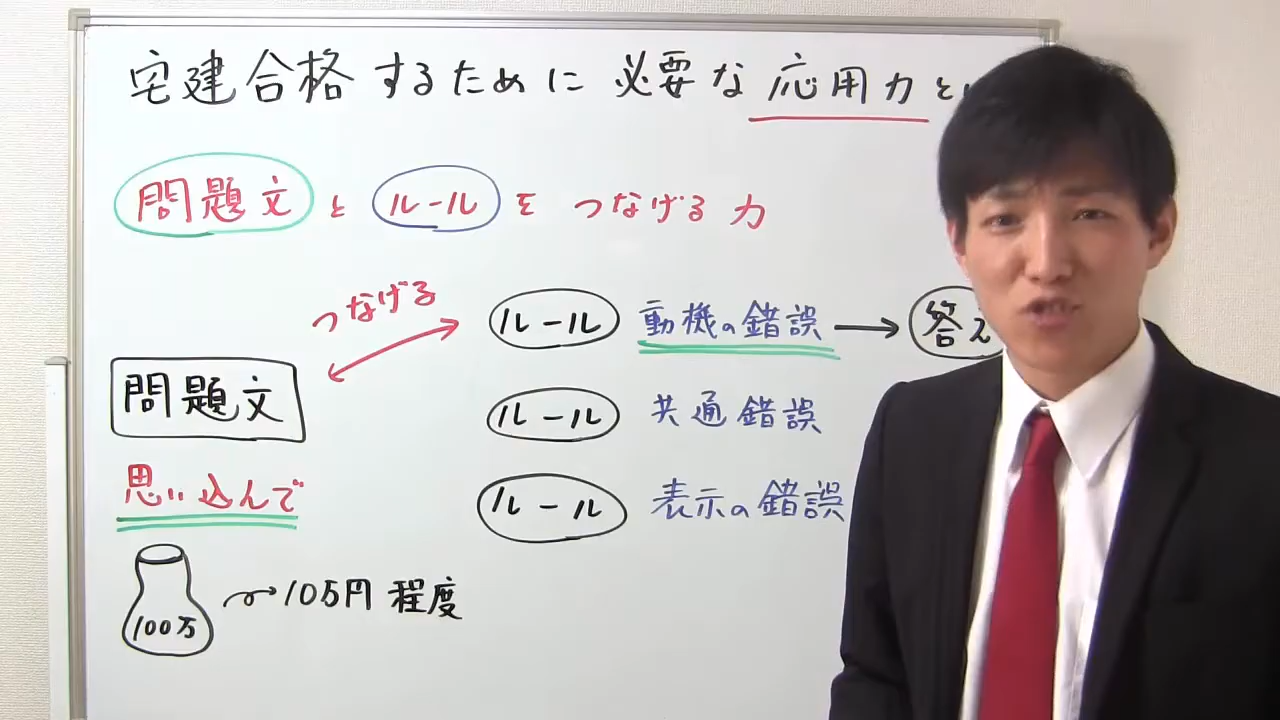 宅建合格するために必要な応用力と
問題文とルールをつなげる力
つなげる
ルール 動機の錯誤 → 答え
問題文
ルール 共通錯誤
思い込んで
ルール 表示の錯誤
100万
10万円程度